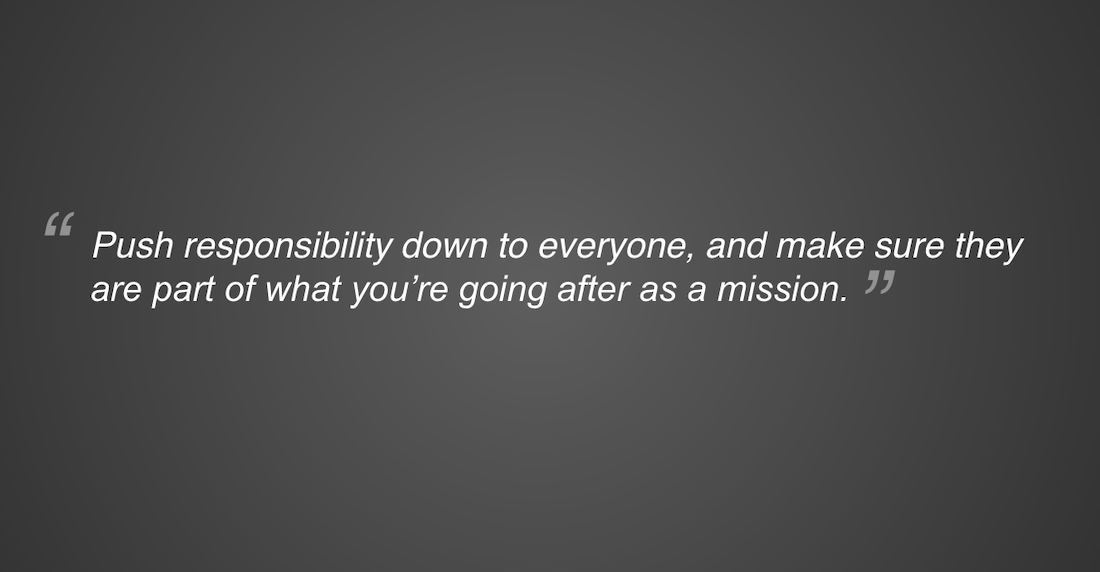 “ Push responsibility down to everyone, and make sure they
are part of what you’re going after as a mission. ”